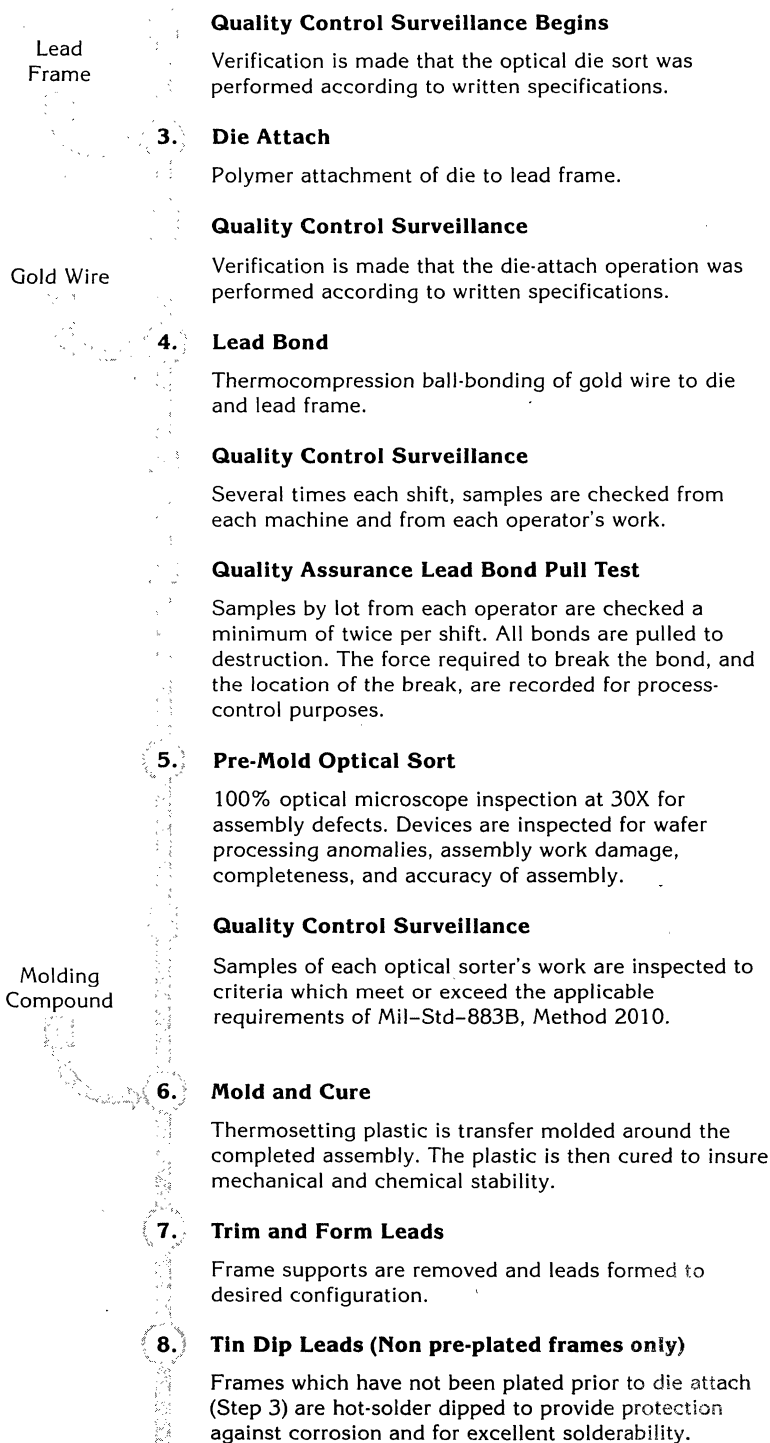 Quality Control Surveillance Begins
Verification is made that the optical die sort was
performed according to written specifications.
Lead
Frame
3. Die Attach
Polymer attachment of die to lead frame.
Quality Control Surveillance
Verification is made that the die-attach operation was
performed according to written specifications.
Gold Wire
4. Lead Bond
Thermocompression ball-bonding of gold wire to die
and lead frame.
Quality Control Surveillance
Several times each shift, samples are checked from
each machine and from each operator's work.
Quality Assurance Lead Bond Pull Test
Samples by lot from each operator are checked a
minimum of twice per shift. All bonds are pulled to
destruction. The force required to break the bond, and
the location of the break, are recorded for process-
control purposes.
5. Pre-Mold Optical Sort
100% optical microscope inspection at 30X for
assembly defects. Devices are inspected for wafer
processing anomalies, assembly work damage,
completeness, and accuracy of assembly.
Quality Control Surveillance
Samples of each optical sorter's work are inspected to
criteria which meet or exceed the applicable
requirements of Mil–Std–883B, Method 2010.
Molding
Compound
6. Mold and Cure
Thermosetting plastic is transfer molded around the
completed assembly. The plastic is then cured to insure
mechanical and chemical stability.
7. Trim and Form Leads
Frame supports are removed and leads formed to
desired configuration.
8. Tin Dip Leads (Non pre-plated frames only)
Frames which have not been plated prior to die attach
(Step 3) are hot-solder dipped to provide protection
against corrosion and for excellent solderability.